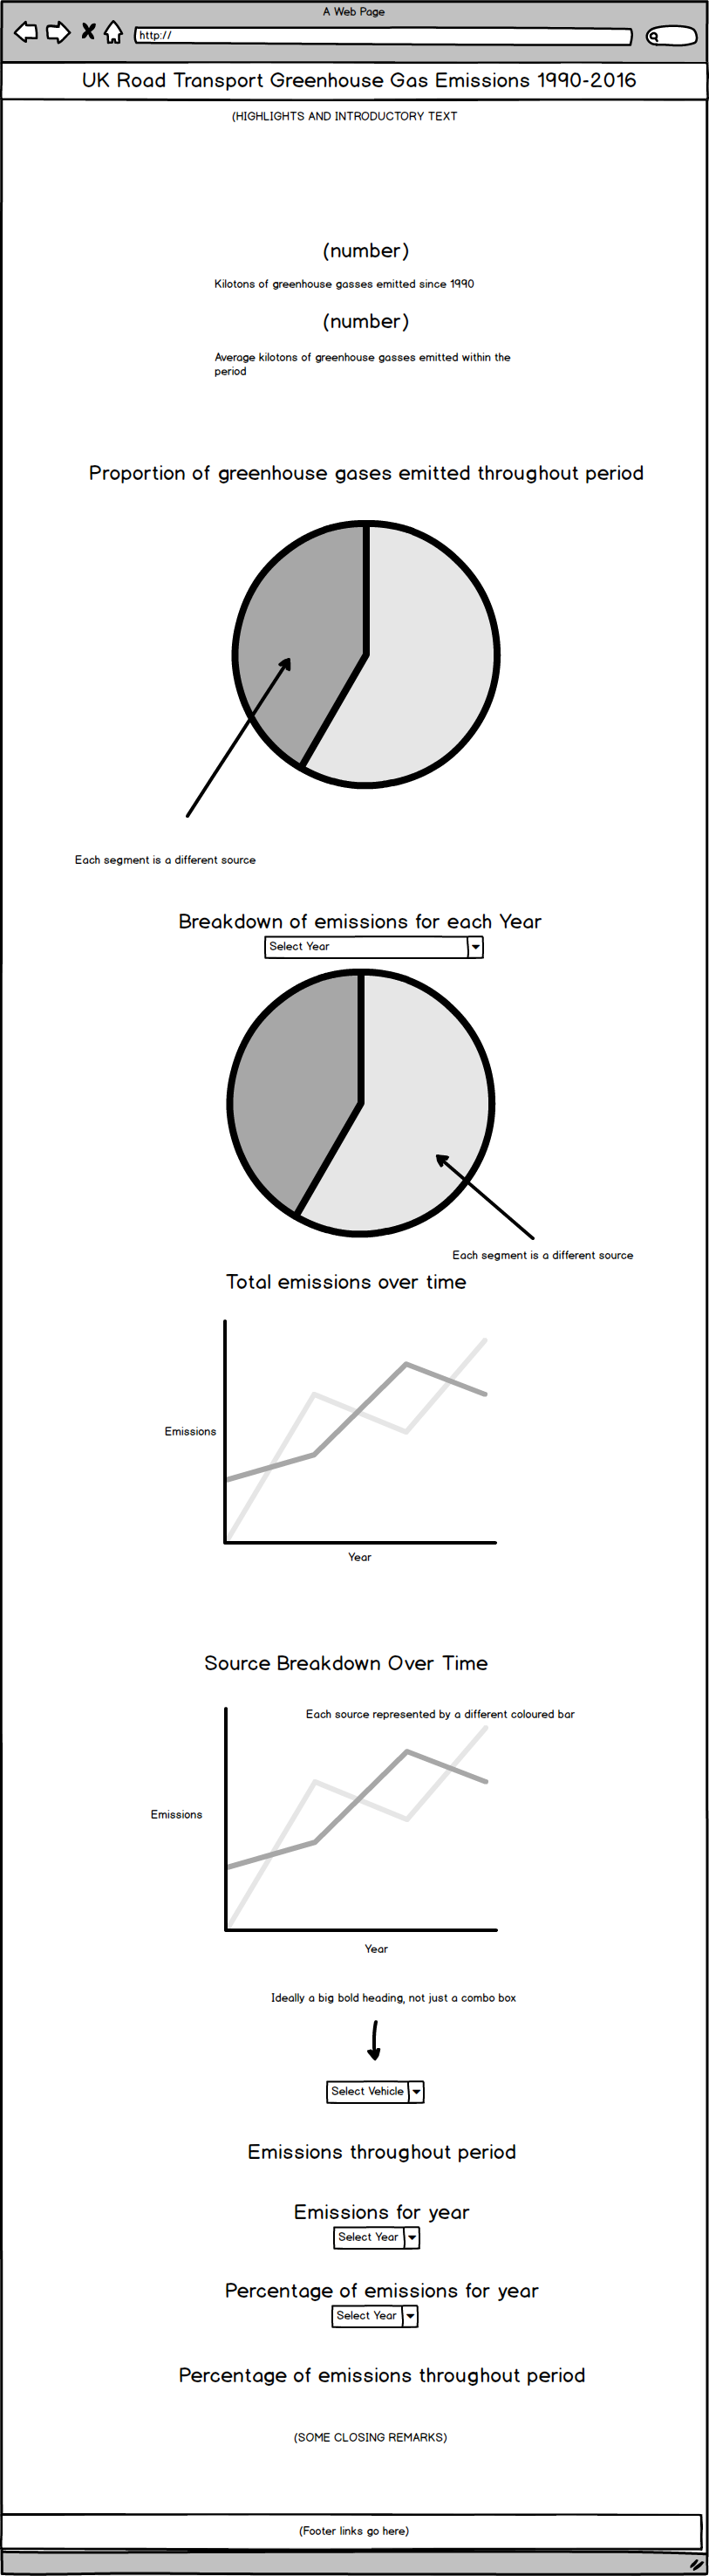 A Web Page
http://
UK Road Transport Greenhouse Gas Emissions 1990-2016
(HIGHLIGHTS AND INTRODUCTORY TEXT
(number)
Kilotons of greenhouse gasses emitted since 1990
(number)
Average kilotons of greenhouse gasses emitted within the
period
Proportion of greenhouse gases emitted throughout period
Each segment is a different source
Breakdown of emissions for each Year
Select Year
Each segment is a different source
Total emissions over time
Emissions
Year
Source Breakdown Over Time
Each source represented by a different coloured bar
Emissions
Year
Ideally a big bold heading, not just a combo box
Select Vehicle
Emissions throughout period
Emissions for year
Select Year
Percentage of emissions for year
Select Year
Percentage of emissions throughout period
(SOME CLOSING REMARKS)
(Footer links go here)